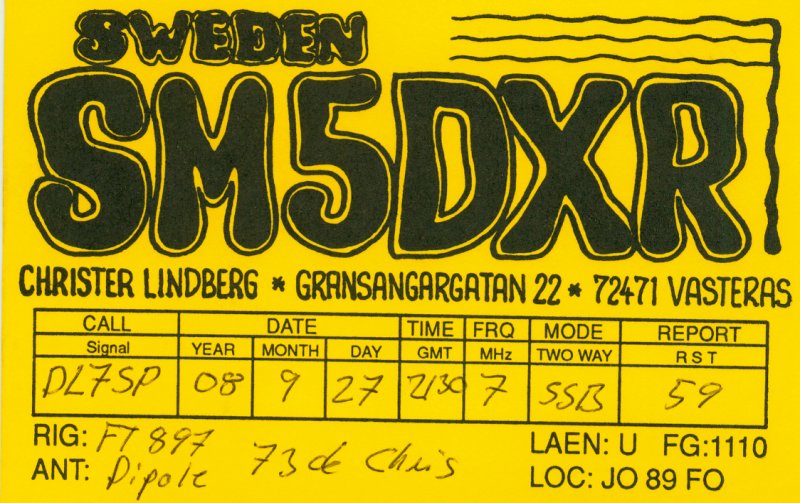 SWEDEN
SM5DXR
CHRISTER LINDBERG * GRANSANGARGATAN 22 * 72471 VASTERAS
CALL DATE TIME FRQ MODE REPORT
Signal YEAR MONTH DAY GMT MHz TWO WAY RST
DL7SP 08 9 27 2130 7 SSB 59
RIG: FT 897 LAEN: U FG:1110
ANT: Dipole 73 de Chris LOC: JO 89 FO